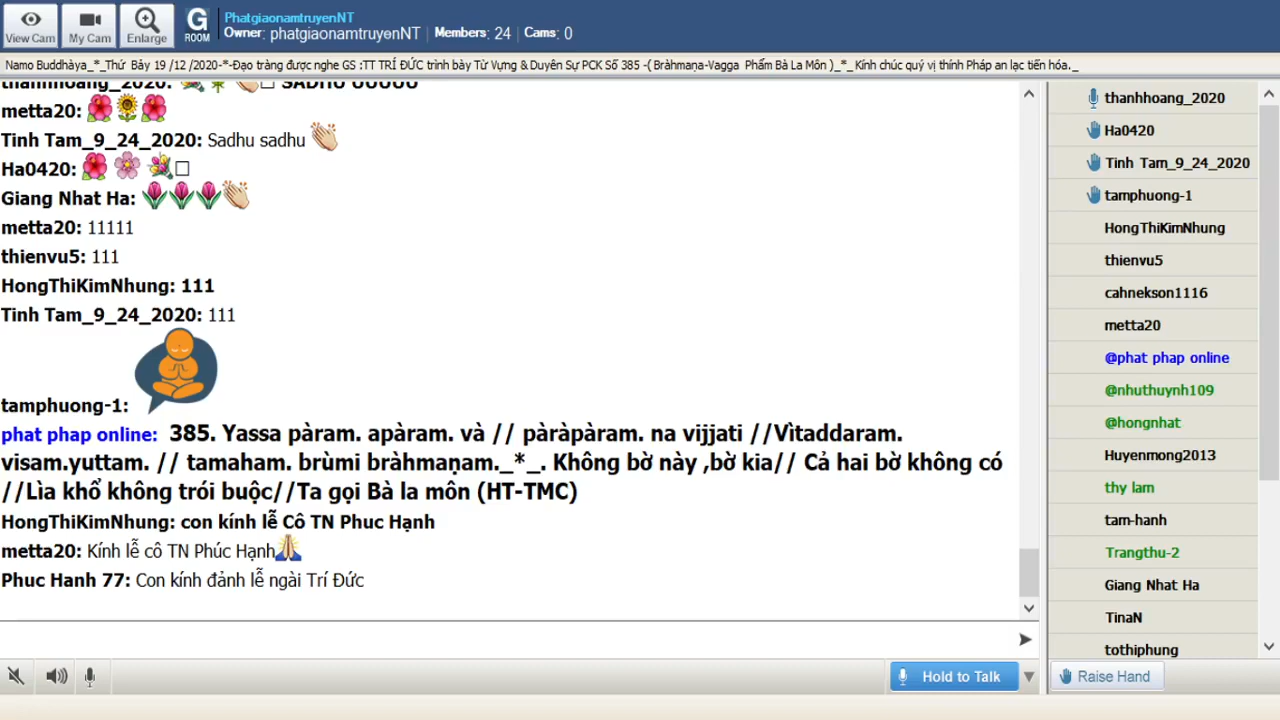 View Cam
My Cam
Enlarge
G
ROOM
PhatgiaonamtruyenNT
Owner: phatgiaonamtruyenNT | Members: 24 | Cams: 0
Namo Buddhàya_*_Thứ Bảy 19 /12 /2020-*-Đạo tràng được nghe GS :TT TRÍ ĐỨC trình bày Từ Vựng & Duyên Sự PCK Số 385 -( Bràhmaņa-Vagga Phẩm Bà La Môn )_*_Kính chúc quý vị thính Pháp an lạc tiến hóa._
thanhhoang_2020: SADHU UUUUU
metta20:
Tinh Tam_9_24_2020: Sadhu sadhu
Ha0420:
Giang Nhat Ha:
metta20: 11111
thienvu5: 111
HongThiKimNhung: 111
Tinh Tam_9_24_2020: 111
tamphuong-1:
phat phap online: 385. Yassa pàram. apàram. và // pàràpàram. na vijjati //Vìtaddaram.
visam.yuttam. // tamaham. brùmi bràhmaņam._*_. Không bờ này ,bờ kia// Cả hai bờ không có
//Lìa khổ không trói buộc//Ta gọi Bà la môn (HT-TMC)
HongThiKimNhung: con kính lễ Cô TN Phuc Hạnh
metta20: Kính lễ cô TN Phúc Hạnh
Phuc Hanh 77: Con kính đảnh lễ ngài Trí Đức
thanhhoang_2020
Ha0420
Tinh Tam_9_24_2020
tamphuong-1
HongThiKimNhung
thienvu5
cahnekson1116
metta20
@phat phap online
@nhuthuynh109
@hongnhat
Huyenmong2013
thy lam
tam-hanh
Trangthu-2
Giang Nhat Ha
TinaN
tothiphung
Hold to Talk
Raise Hand